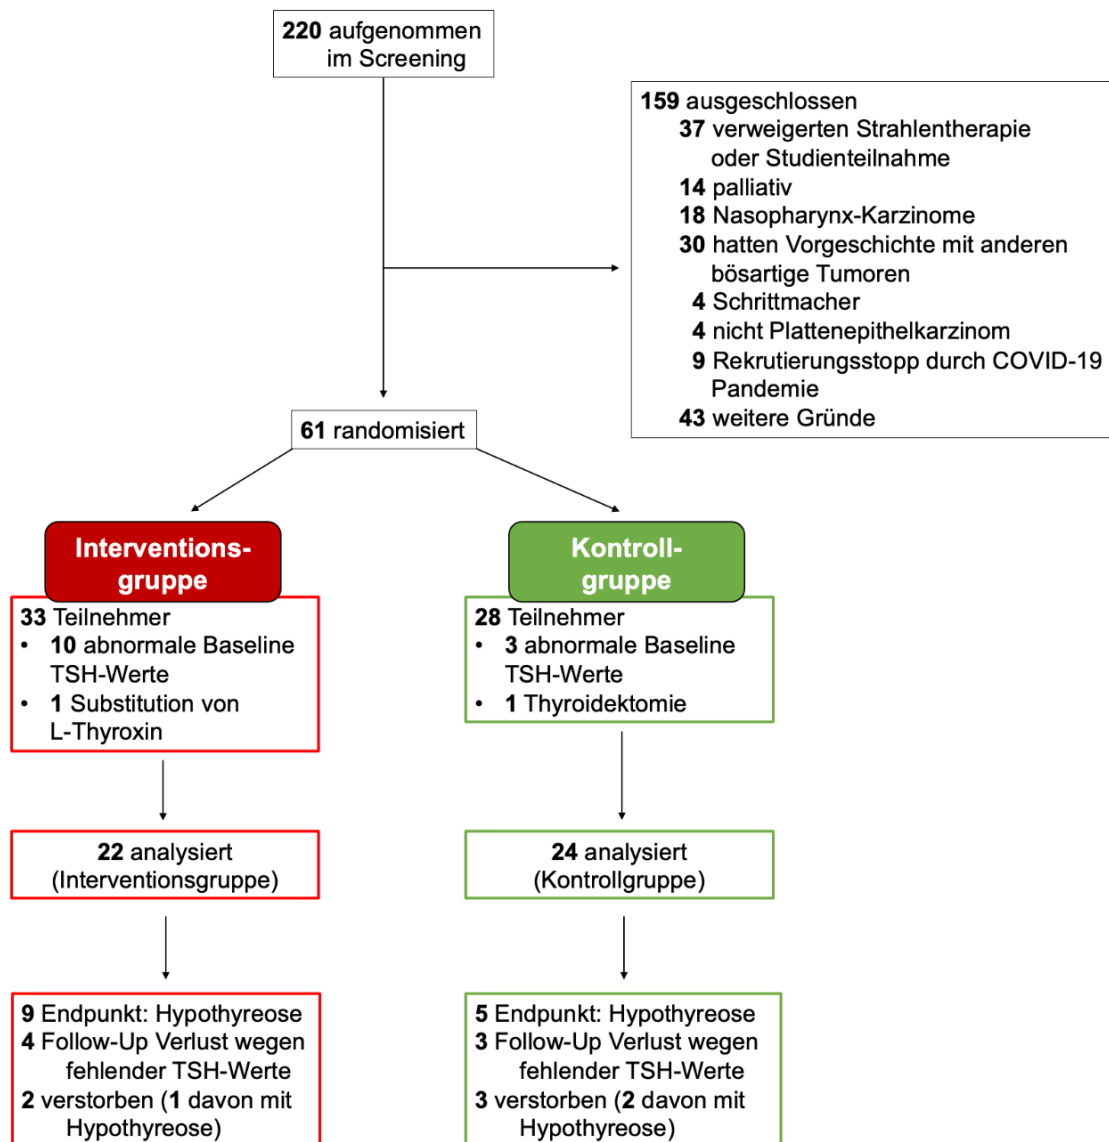 220 aufgenommen
im Screening
159 ausgeschlossen
37 verweigerten Strahlentherapie
oder Studienteilnahme
14 palliativ
18 Nasopharynx-Karzinome
30 hatten Vorgeschichte mit anderen
bösartige Tumoren
4 Schrittmacher
4 nicht Plattenepithelkarzinom
9 Rekrutierungsstopp durch COVID-19
Pandemie
43 weitere Gründe
61 randomisiert
Interventions-
gruppe
33 Teilnehmer
• 10 abnormale Baseline
TSH-Werte
• 1 Substitution von
L-Thyroxin
22 analysiert
(Interventionsgruppe)
9 Endpunkt: Hypothyreose
4 Follow-Up Verlust wegen
fehlender TSH-Werte
2 verstorben (1 davon mit
Hypothyreose)
Kontroll-
gruppe
28 Teilnehmer
• 3 abnormale Baseline
TSH-Werte
• 1 Thyroidektomie
24 analysiert
(Kontrollgruppe)
5 Endpunkt: Hypothyreose
3 Follow-Up Verlust wegen
fehlender TSH-Werte
3 verstorben (2 davon mit
Hypothyreose)